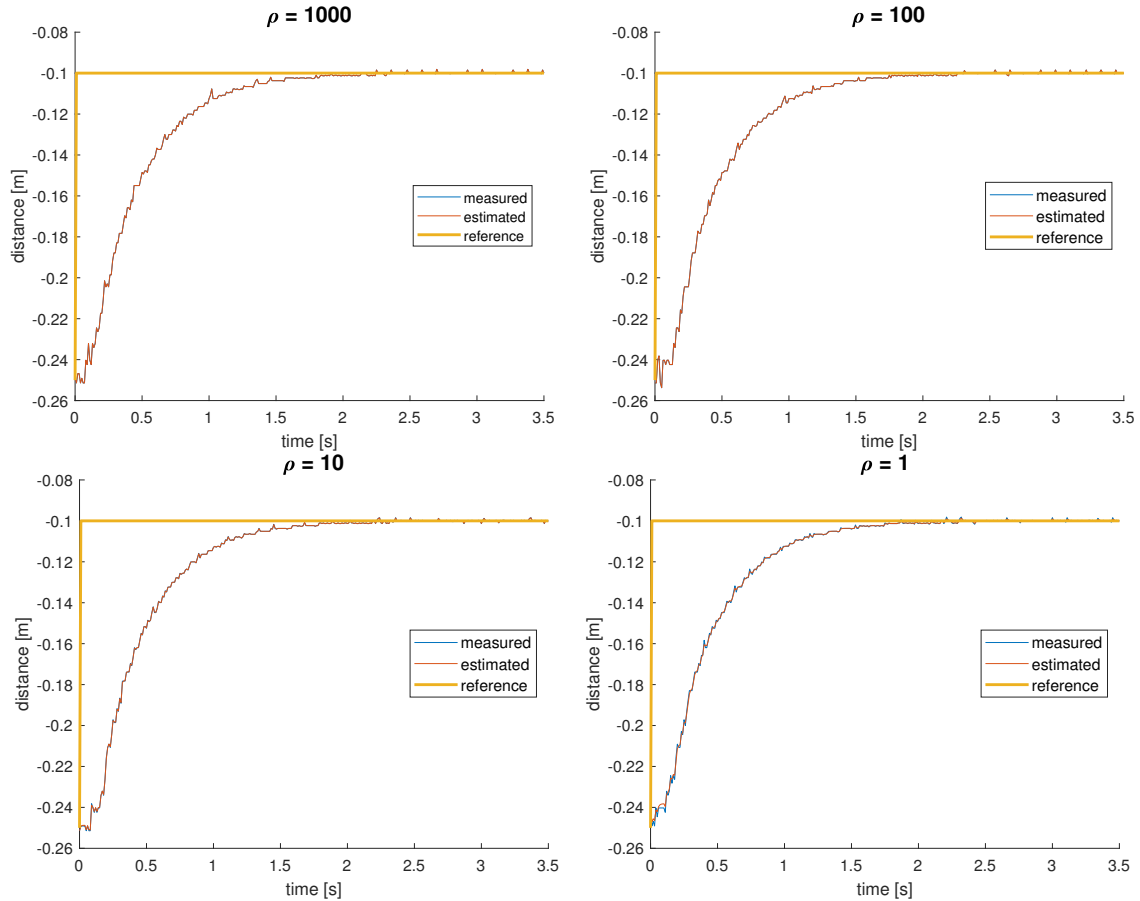 ρ = 1000
-0.08
-0.1
-0.12
-0.14
-0.16
-0.18
-0.2
-0.22
-0.24
-0.26
distance [m]
0 0.5 1 1.5 2 2.5 3 3.5
time [s]
measured
estimated
reference
ρ = 100
-0.08
-0.1
-0.12
-0.14
-0.16
-0.18
-0.2
-0.22
-0.24
-0.26
distance [m]
0 0.5 1 1.5 2 2.5 3 3.5
time [s]
measured
estimated
reference
ρ = 10
-0.08
-0.1
-0.12
-0.14
-0.16
-0.18
-0.2
-0.22
-0.24
-0.26
distance [m]
0 0.5 1 1.5 2 2.5 3 3.5
time [s]
measured
estimated
reference
ρ = 1
-0.08
-0.1
-0.12
-0.14
-0.16
-0.18
-0.2
-0.22
-0.24
-0.26
distance [m]
0 0.5 1 1.5 2 2.5 3 3.5
time [s]
measured
estimated
reference